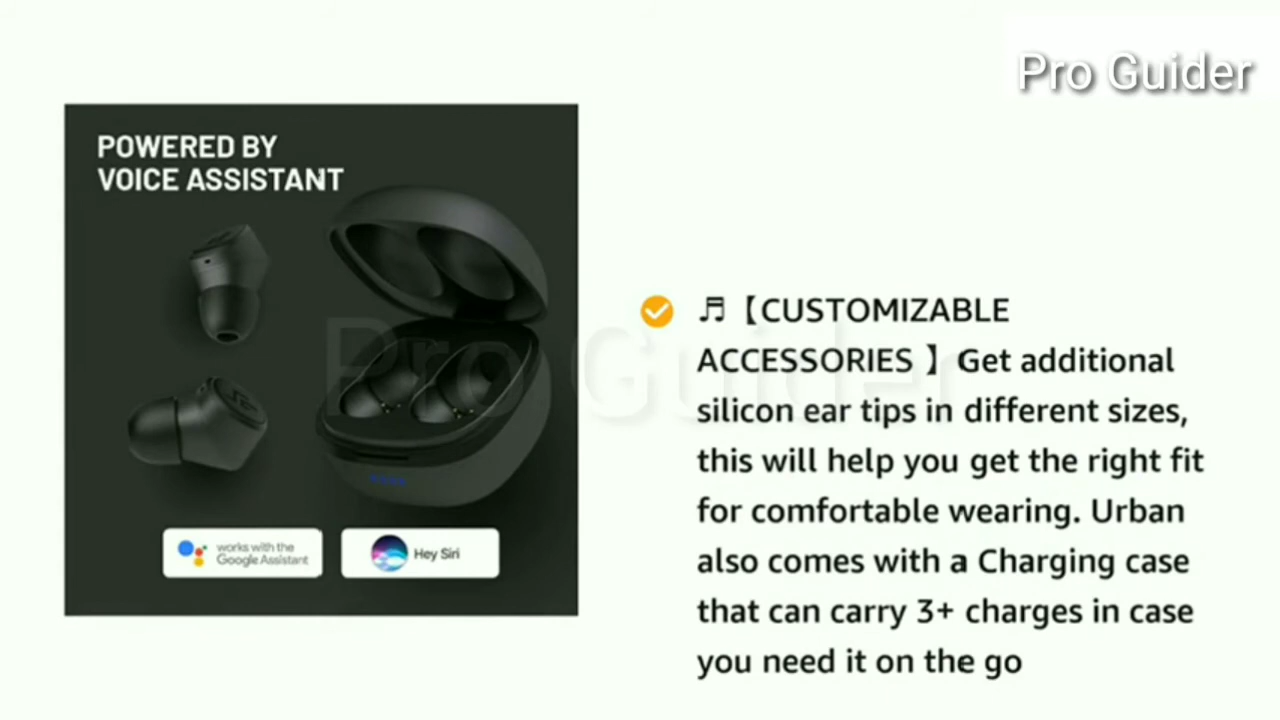 Pro Guider
POWERED BY
VOICE ASSISTANT
works with the
Google Assistant
Hey Siri
♬【CUSTOMIZABLE
ACCESSORIES 】Get additional
silicon ear tips in different sizes,
this will help you get the right fit
for comfortable wearing. Urban
also comes with a Charging case
that can carry 3+ charges in case
you need it on the go
Pro Guider